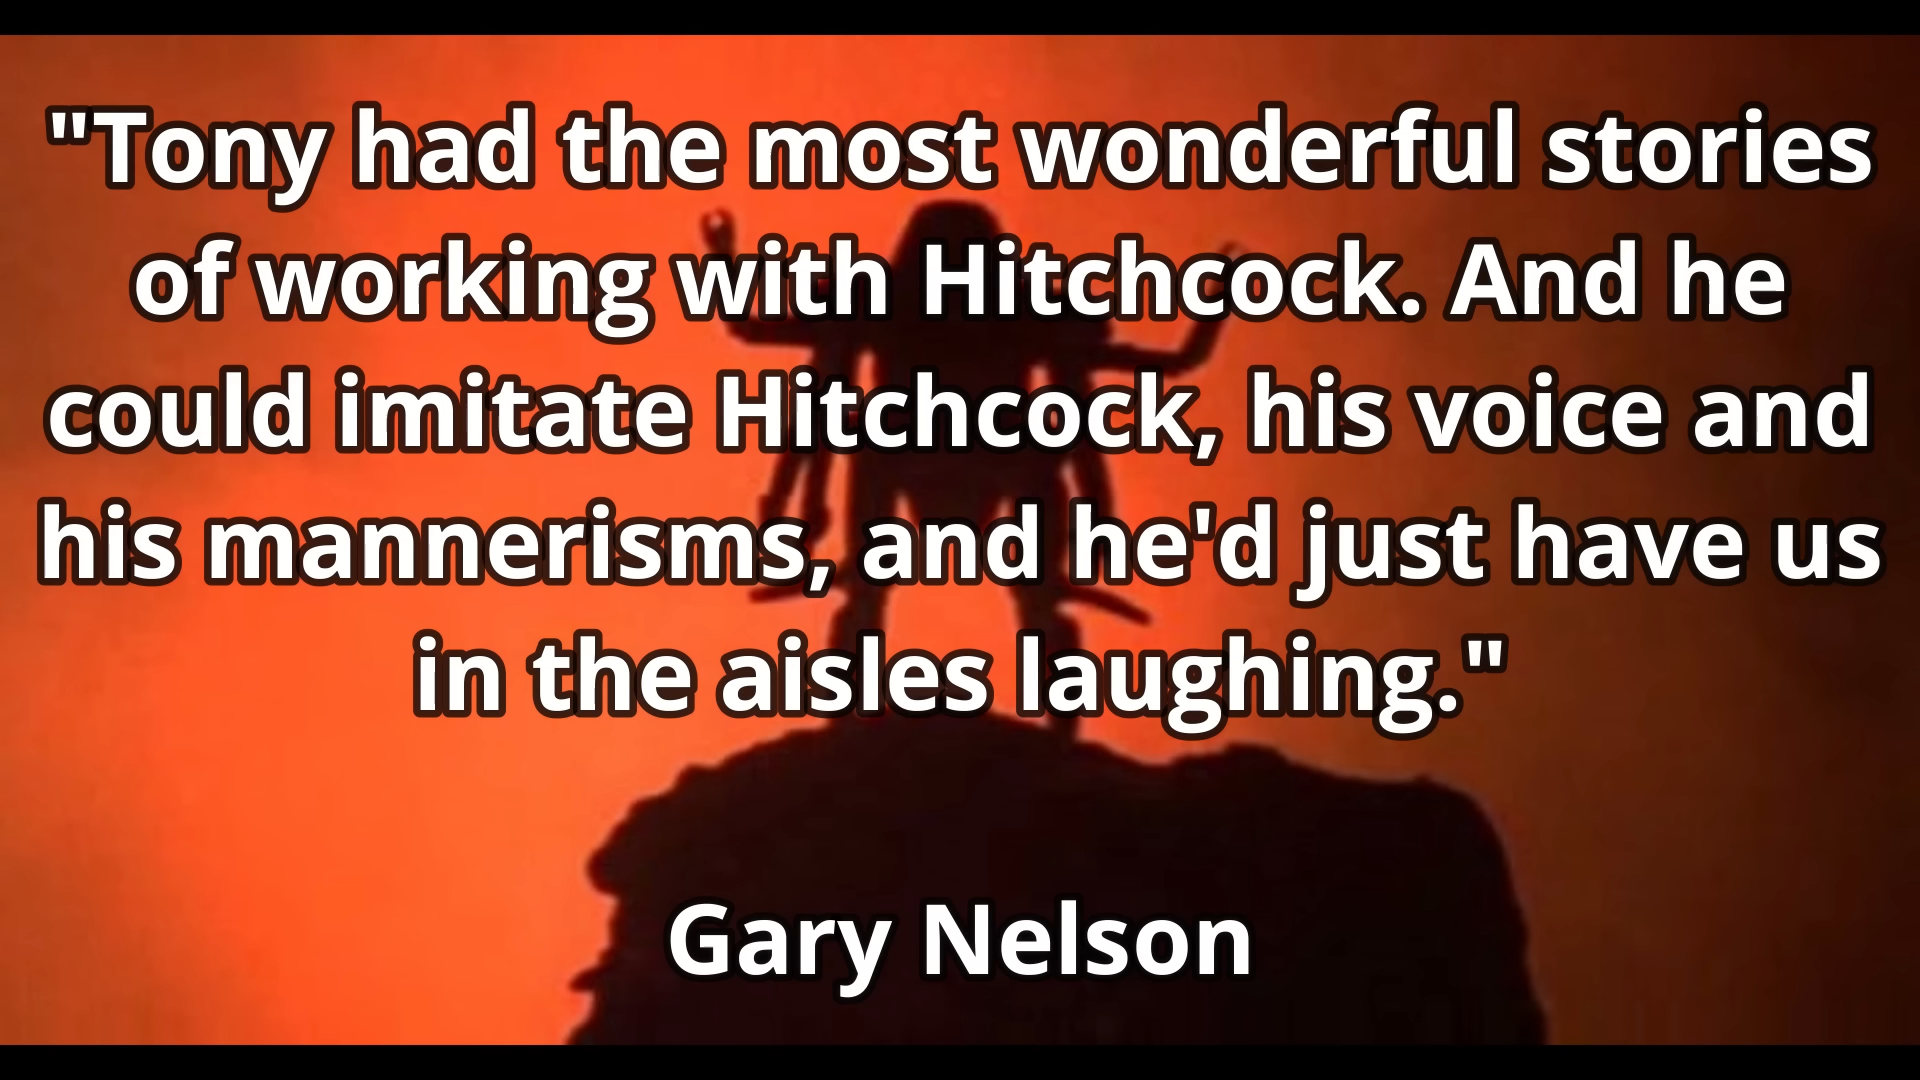 "Tony had the most wonderful stories
of working with Hitchcock. And he
could imitate Hitchcock, his voice and
his mannerisms, and he'd just have us
in the aisles laughing."
Gary Nelson